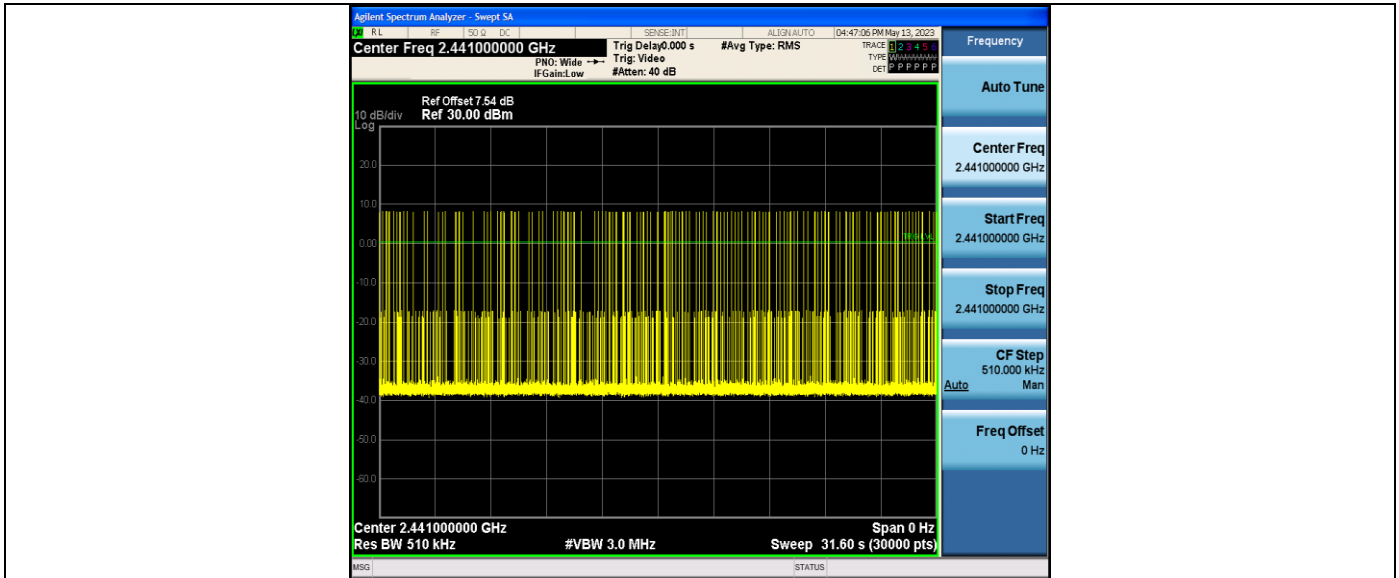 Agilent Spectrum Analyzer - Swept SA
RL RF 50 Ω DC SENSE:INT ALIGN AUTO 04:47:06 PM May 13, 2023
Center Freq 2.441000000 GHz
PNO: Wide
IFGain:Low
Trig Delay0.000 s
Trig: Video
#Atten: 40 dB
#Avg Type: RMS
TRACE 1 2 3 4 5 6
TYPE
DET P P P P P P
Ref Offset 7.54 dB
10 dB/div Ref 30.00 dBm
Log
20.0
10.0
0.00
-10.0
-20.0
-30.0
-40.0
-50.0
-60.0
Center 2.441000000 GHz Span 0 Hz
Res BW 510 kHz #VBW 3.0 MHz Sweep 31.60 s (30000 pts)
MSG STATUS
Frequency
Auto Tune
Center Freq
2.441000000 GHz
Start Freq
2.441000000 GHz
Stop Freq
2.441000000 GHz
CF Step
510.000 kHz
Auto Man
Freq Offset
0 Hz